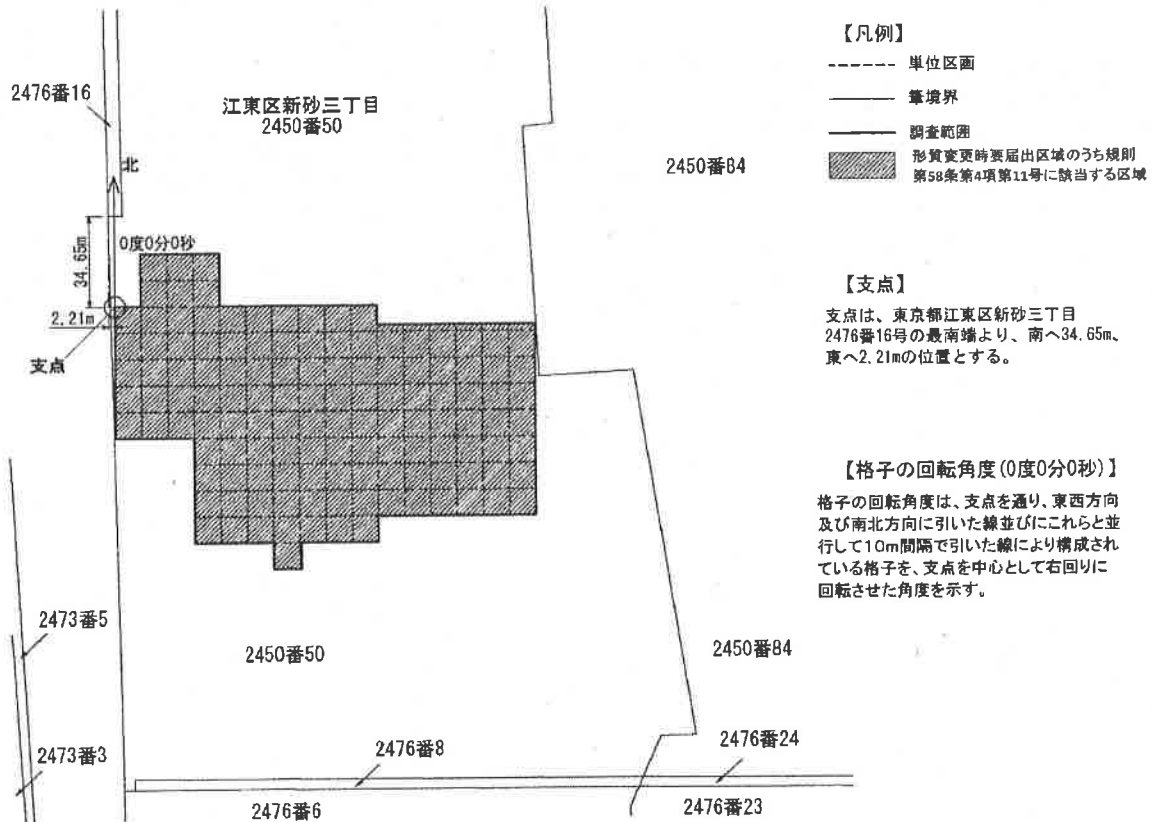 2476番16
江東区新砂三丁目
2450番50
北
34.65m
0度0分0秒
2.21m
支点
2450番84
2473番5
2450番50
2450番84
2473番3
2476番8
2476番24
2476番6
2476番23
【凡例】
単位区画
筆境界
調査範囲
形質変更時要届出区域のうち規則
第58条第4項第11号に該当する区域
【支点】
支点は、東京都江東区新砂三丁目
2476番16号の最南端より、南へ34.65m、
東へ2.21mの位置とする。
【格子の回転角度(0度0分0秒)】
格子の回転角度は、支点を通り、東西方向
及び南北方向に引いた線並びにこれらと並
行して10m間隔で引いた線により構成され
ている格子を、支点を中心として右回りに
回転させた角度を示す。